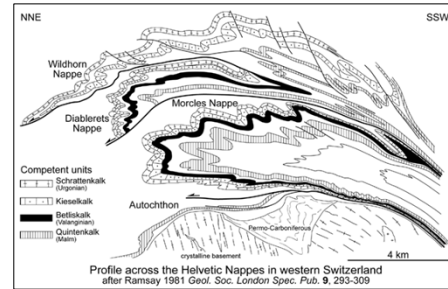 NNE
SSW
Wildhorn
Nappe
Diablerets
Nappe
Morcles Nappe
Competent units
Schrattenkalk
(Urgonian)
Kieselkalk
Betliskalk
(Valanginian)
Quintenkalk
(Malm)
Autochthon
Permo-Carboniferous
crystalline basement
4 km
Profile across the Helvetic Nappes in western Switzerland
after Ramsay 1981 Geol. Soc. London Spec. Pub. 9, 293-309